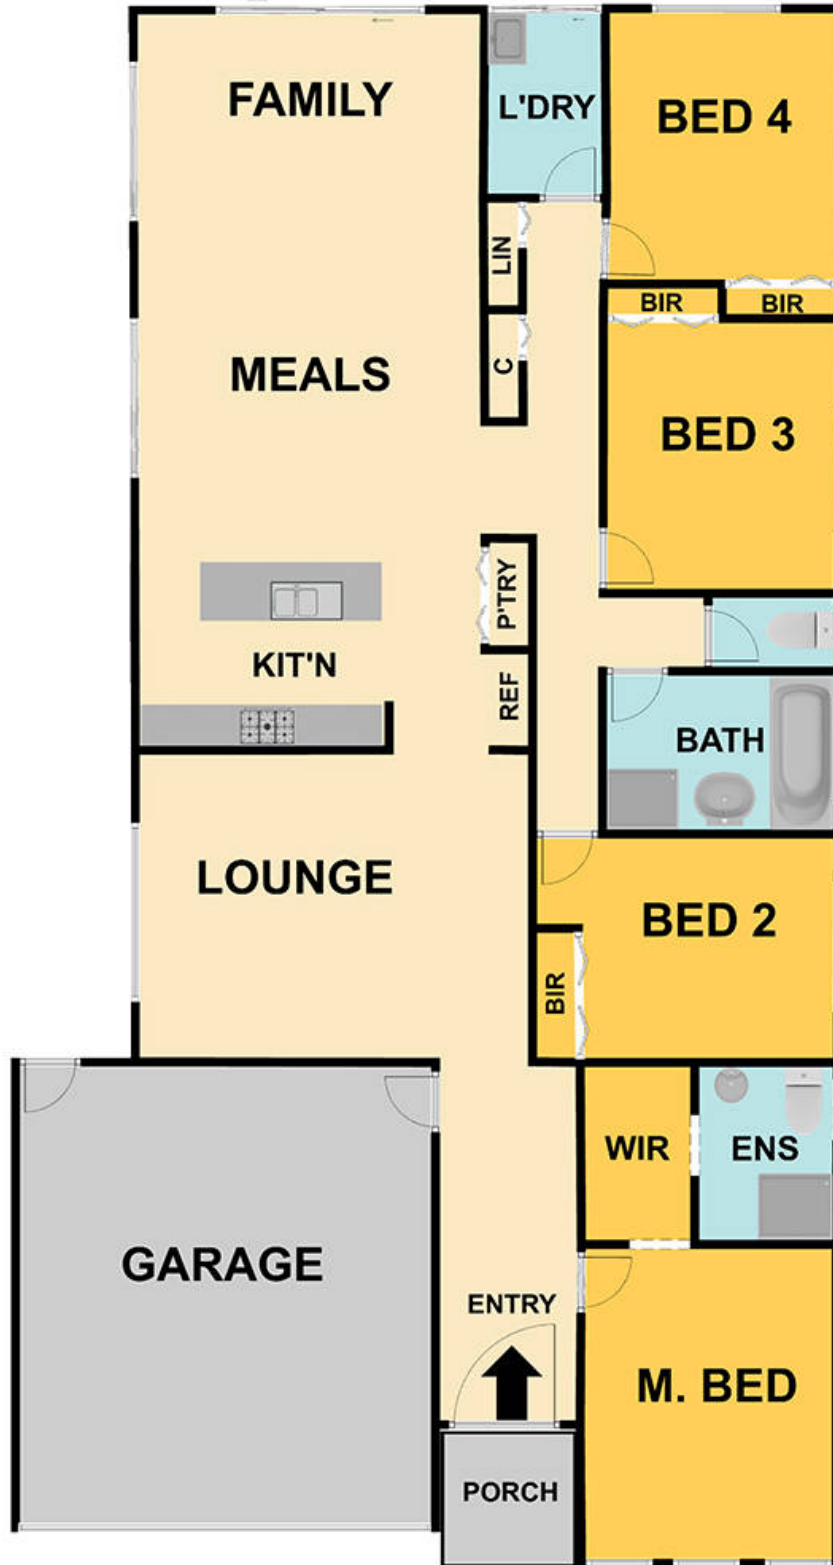 FAMILY
L'DRY
BED 4
LIN
BIR
BIR
C
MEALS
BED 3
P'TRY
KIT'N
REF
BATH
LOUNGE
BED 2
BIR
WIR
ENS
GARAGE
ENTRY
M. BED
PORCH